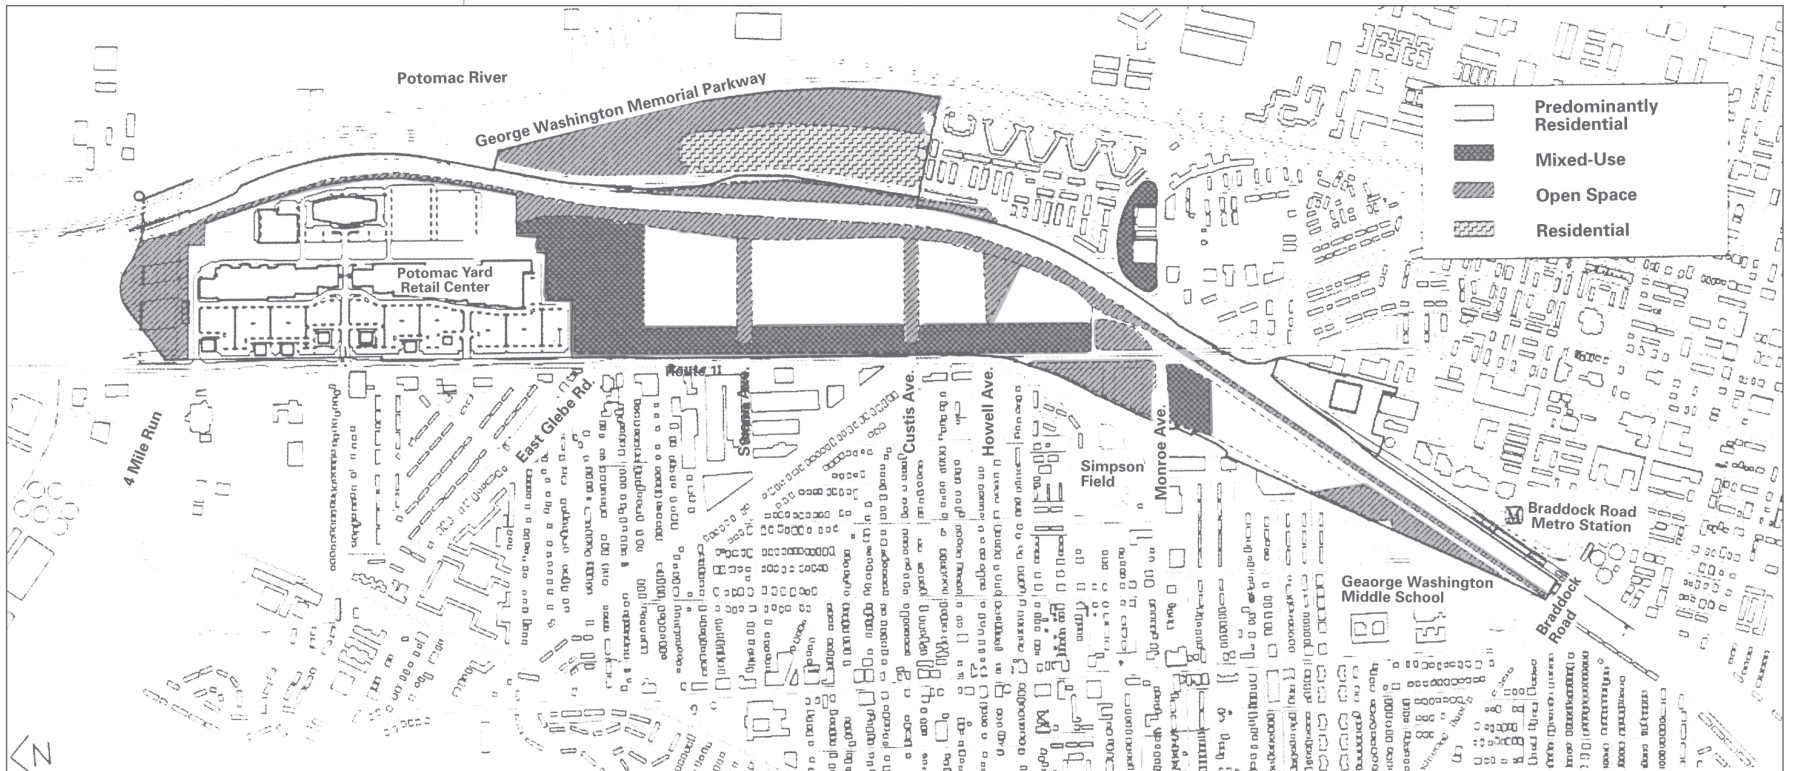 Potomac River
George Washington Memorial Parkway
Predominantly
Residential
Mixed-Use
Open Space
Residential
Potomac Yard
Retail Center
Route 1
4 Mile Run
East Glebe Rd.
Ave.
Custis Ave.
Howell Ave.
Monroe Ave.
Simpson
Field
M
Braddock Road
Metro Station
Geaorge Washington
Middle School
Braddock
Road
N